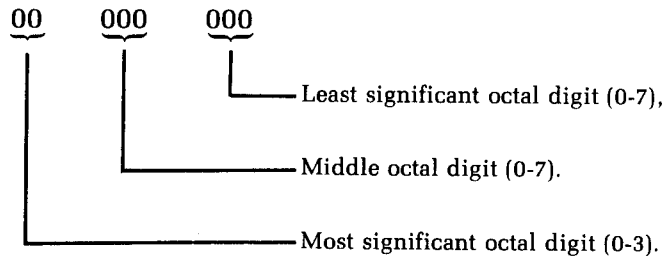 00 000 000
Least significant octal digit (0-7),
Middle octal digit (0-7).
Most significant octal digit (0-3).